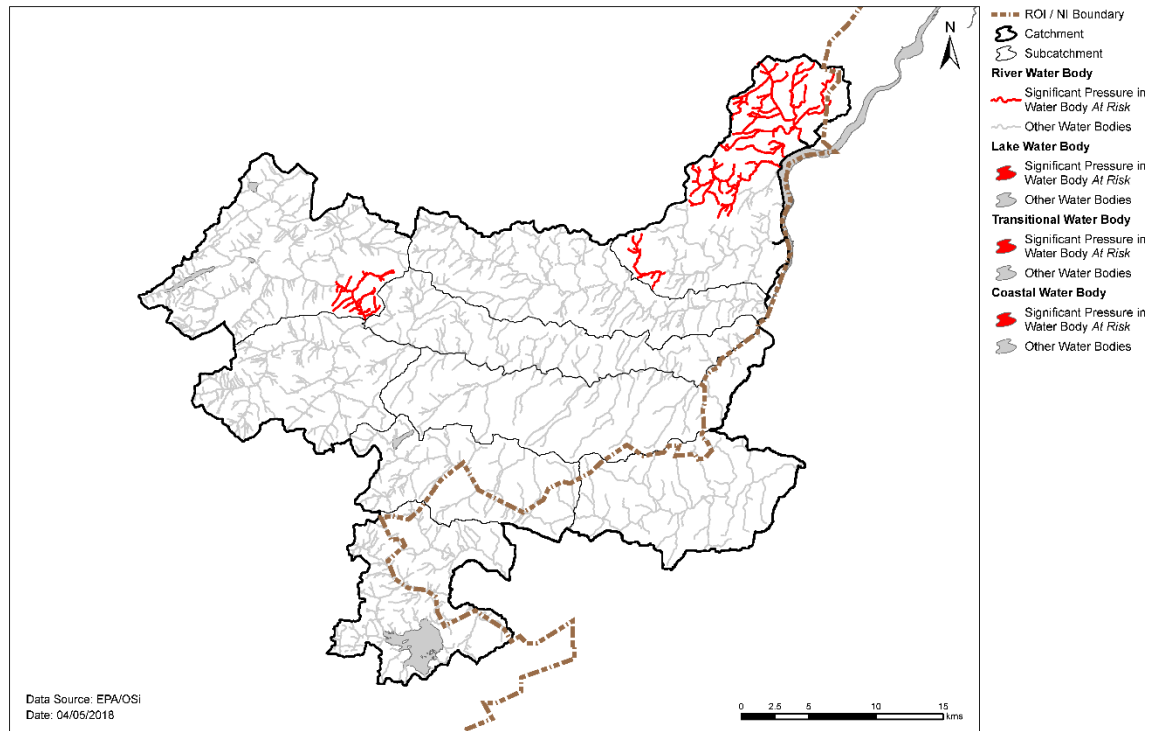 N
ROI / NI Boundary
Catchment
Subcatchment
River Water Body
Significant Pressure in
Water Body At Risk
Other Water Bodies
Lake Water Body
Significant Pressure in
Water Body At Risk
Other Water Bodies
Transitional Water Body
Significant Pressure in
Water Body At Risk
Other Water Bodies
Coastal Water Body
Significant Pressure in
Water Body At Risk
Other Water Bodies
Data Source: EPA/OSi
Date: 04/05/2018
0 2.5 5 10 15
kms